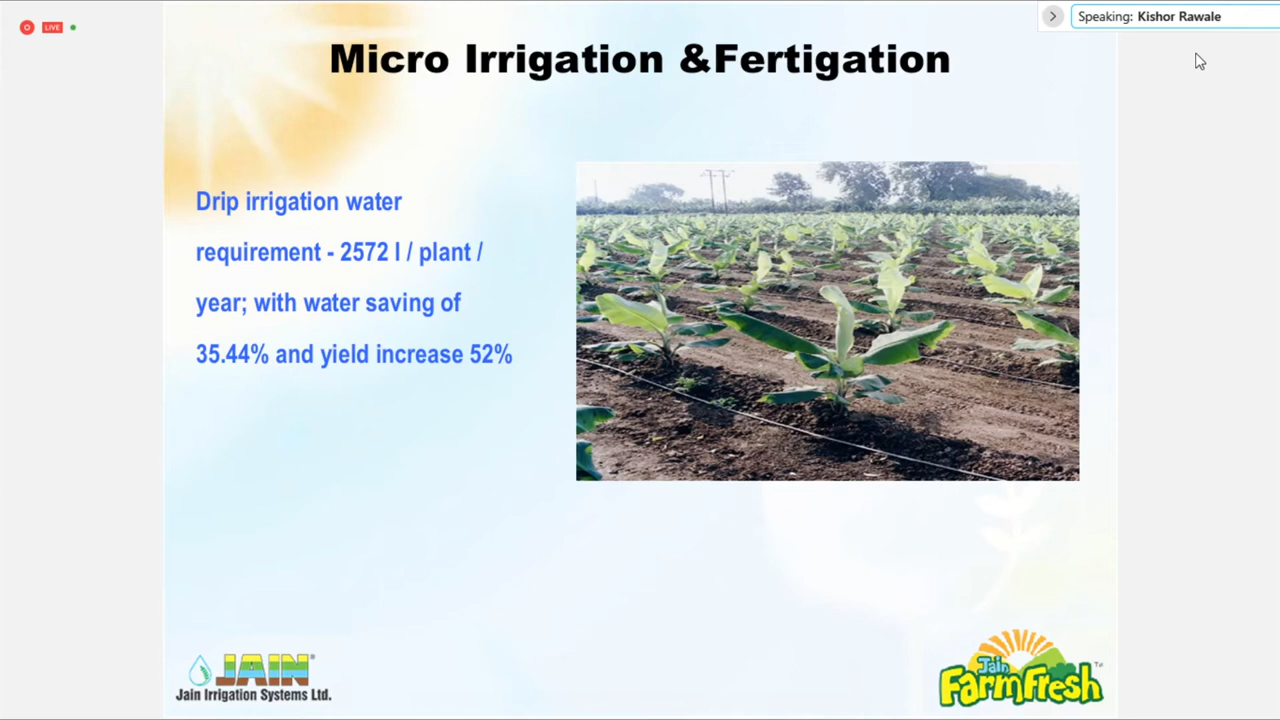 LIVE
Speaking: Kishor Rawale
Micro Irrigation &Fertigation
Drip irrigation water
requirement - 2572 l / plant /
year; with water saving of
35.44% and yield increase 52%
JAIN®
Jain Irrigation Systems Ltd.
Jain
FarmFresh™